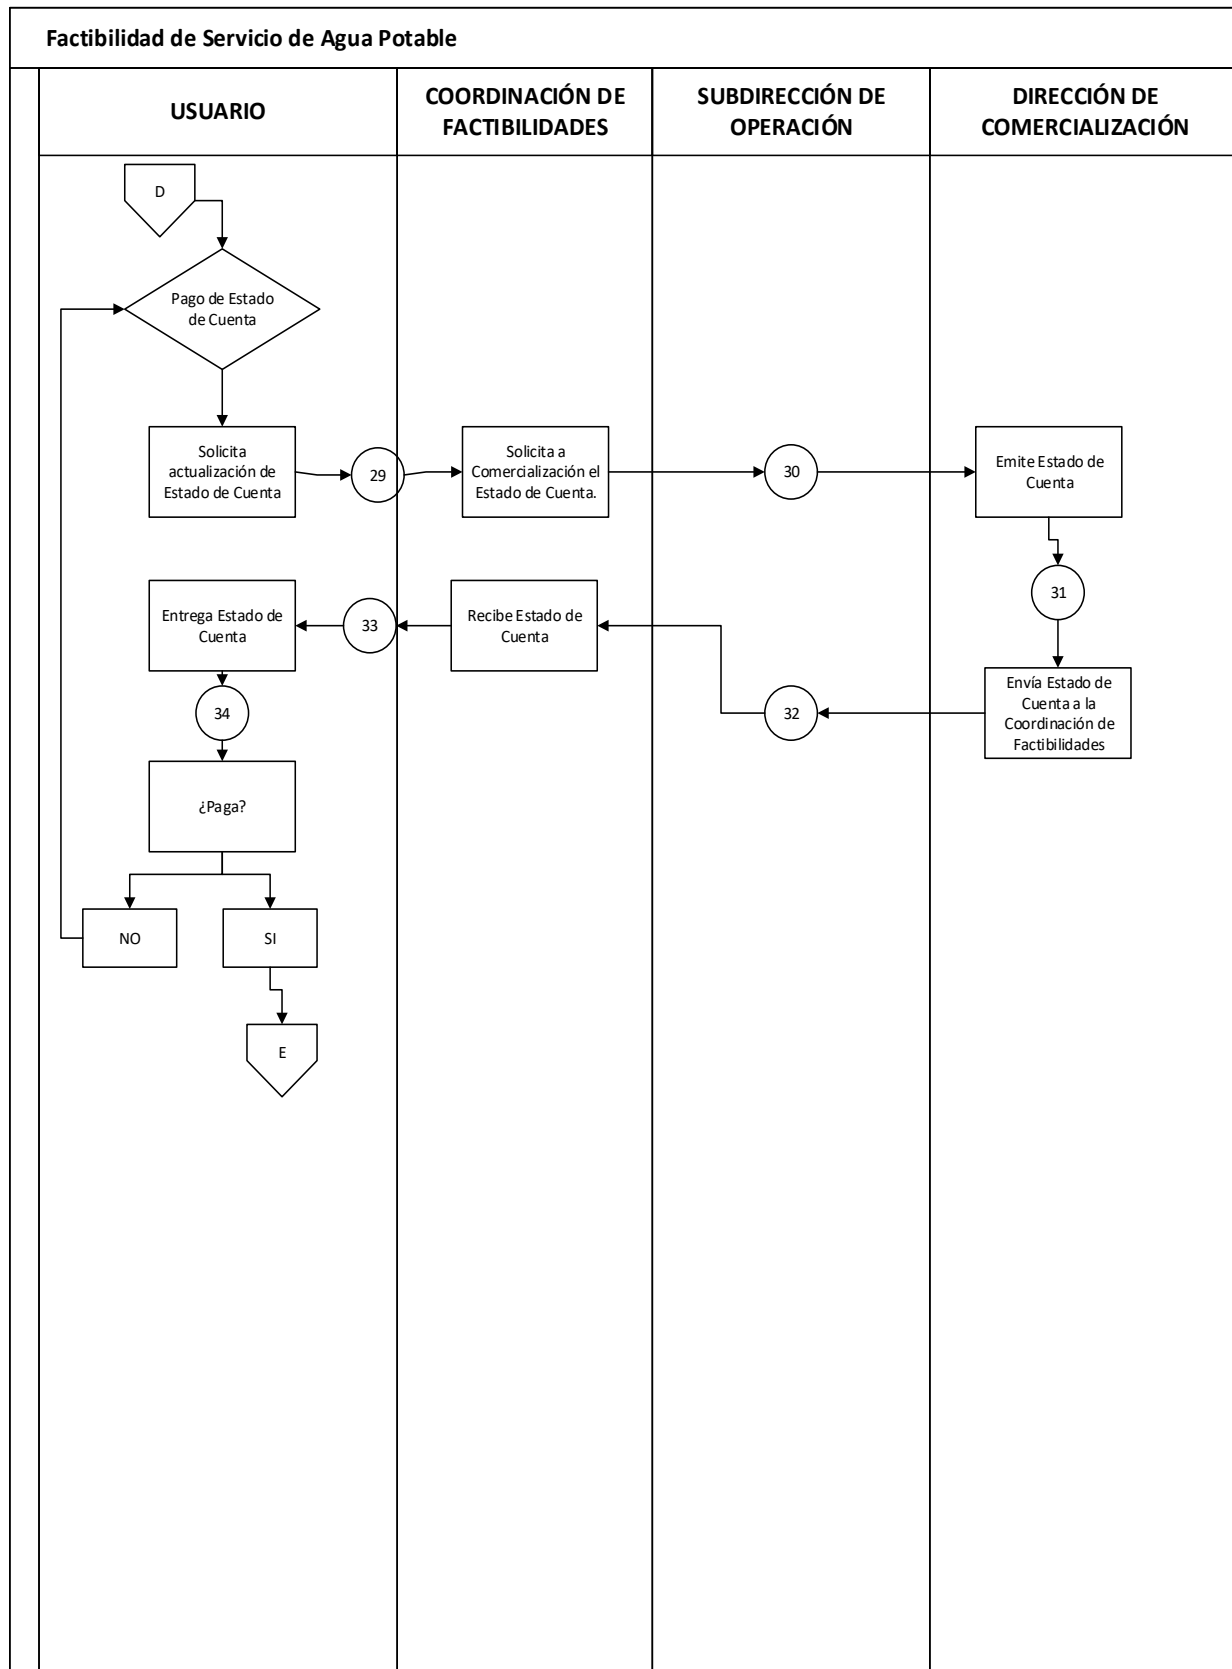 Factibilidad de Servicio de Agua Potable
USUARIO
COORDINACIÓN DE
FACTIBILIDADES
SUBDIRECCIÓN DE
OPERACIÓN
DIRECCIÓN DE
COMERCIALIZACIÓN
D
Pago de Estado
de Cuenta
Solicita
actualización de
Estado de Cuenta
29
Solicita a
Comercialización el
Estado de Cuenta.
30
Emite Estado de
Cuenta
31
Entrega Estado de
Cuenta
33
Recibe Estado de
Cuenta
Envía Estado de
Cuenta a la
Coordinación de
Factibilidades
32
34
¿Paga?
NO
SI
E